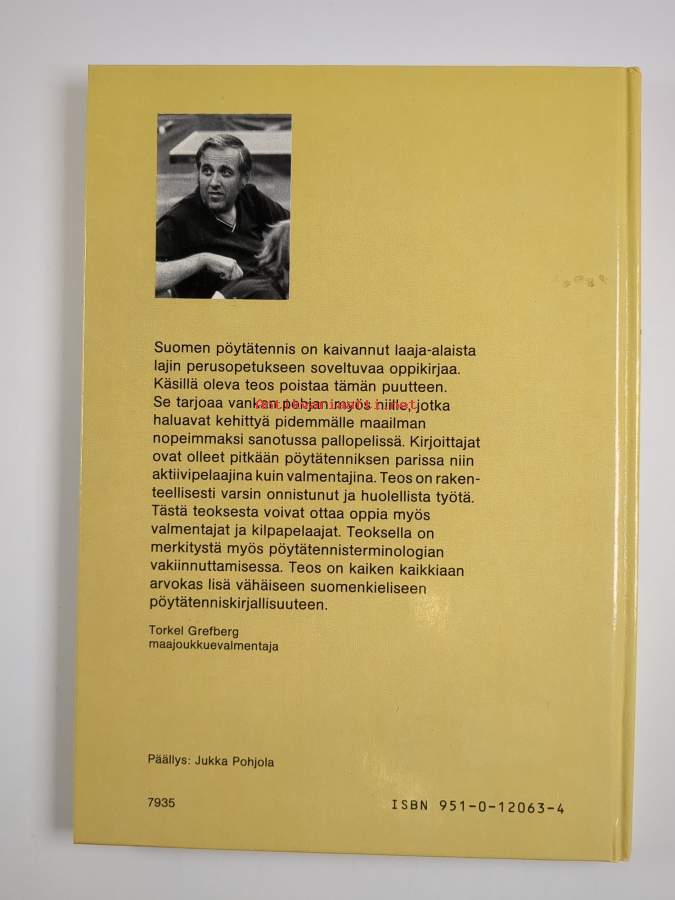 Suomen pöytätennis on kaivannut laaja-alaista
lajin perusopetukseen soveltuvaa oppikirjaa.
Käsillä oleva teos poistaa tämän puutteen.
Se tarjoaa vankan pohjan myös niille, jotka
Antikvariaatti.net
haluavat kehittyä pidemmälle maailman
nopeimmaksi sanotussa pallopelissä. Kirjoittajat
ovat olleet pitkään pöytätenniksen parissa niin
aktiivipelaajina kuin valmentajina. Teos on raken-
teellisesti varsin onnistunut ja huolellista työtä.
Tästä teoksesta voivat ottaa oppia myös
valmentajat ja kilpapelaajat. Teoksella on
merkitystä myös pöytätennisterminologian
vakiinnuttamisessa. Teos on kaiken kaikkiaan
arvokas lisä vähäiseen suomenkieliseen
pöytätenniskirjallisuuteen.
Torkel Grefberg
maajoukkuevalmentaja
Päällys: Jukka Pohjola
7935
ISBN 951-0-12063-4